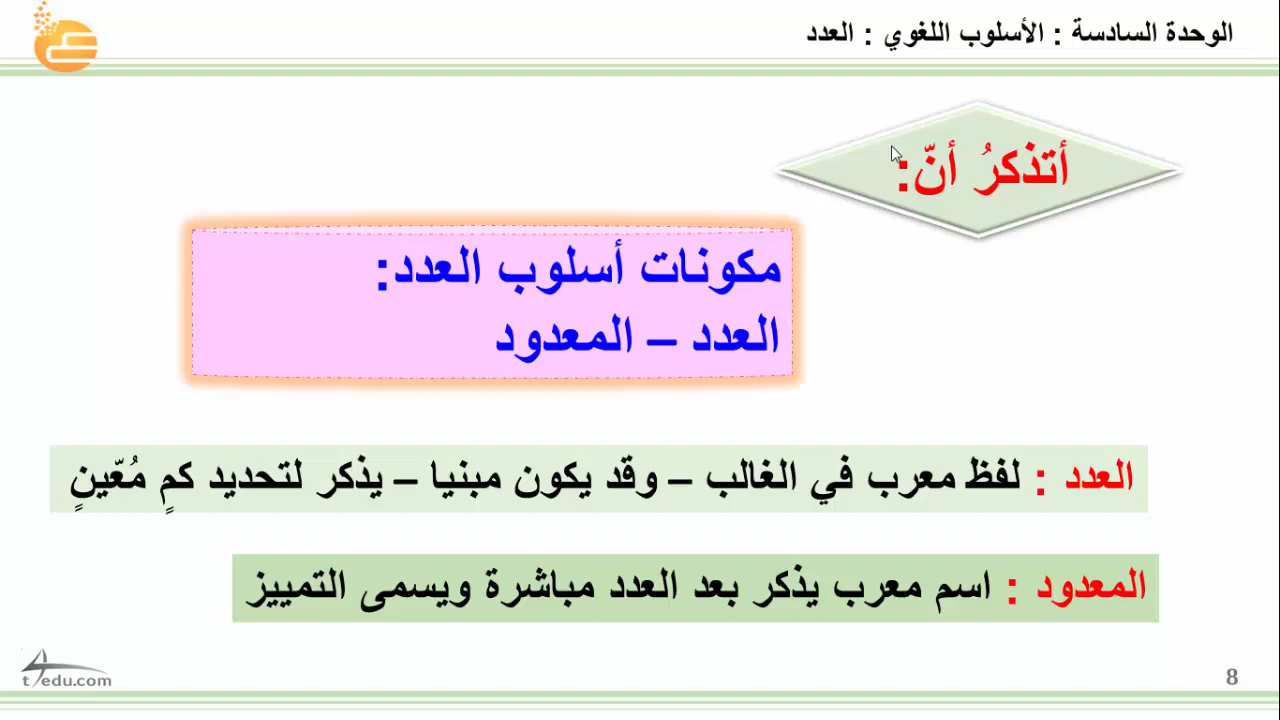 الوحدة السادسة : الأسلوب اللغوي : العدد
أتذكرُ أنّ:
مكونات أسلوب العدد:
العدد – المعدود
العدد : لفظ معرب في الغالب – وقد يكون مبنيا – يذكر لتحديد كمٍ مُعّينٍ
المعدود : اسم معرب يذكر بعد العدد مباشرة ويسمى التمييز
t4edu.com
8